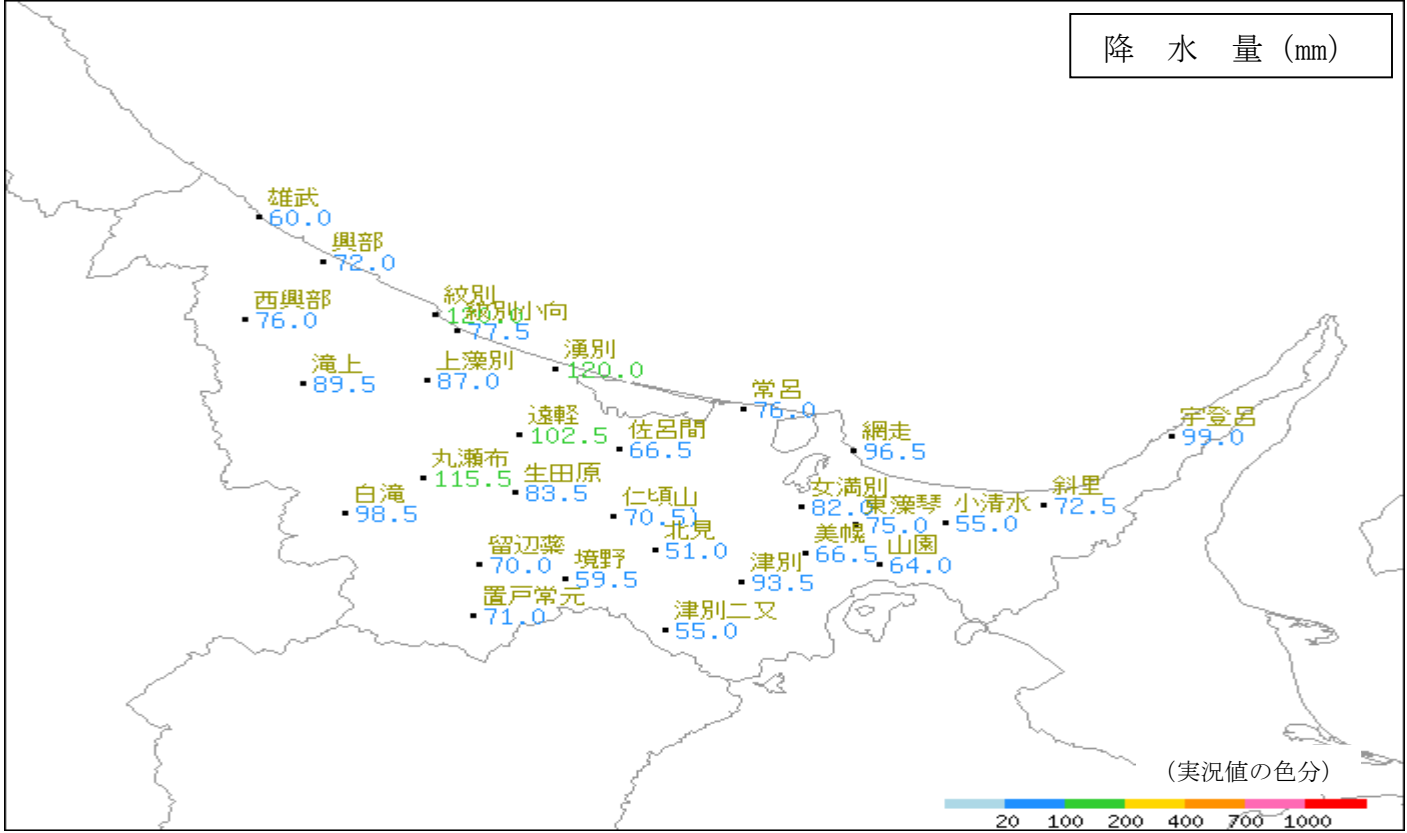 降 水 量 (mm)
雄武
60.0
興部
72.0
西興部
76.0
紋別
120.0
紋別小向
77.5
滝上
89.5
上藻別
87.0
湧別
120.0
常呂
76.0
遠軽
102.5
佐呂間
66.5
網走
96.5
宇登呂
99.0
丸瀬布
115.5
生田原
83.5
白滝
98.5
仁頃山
70.5)
女満別
82.0
東藻琴
75.0
小清水
55.0
斜里
72.5
北見
51.0
美幌
66.5
山園
64.0
留辺蘂
70.0
境野
59.5
津別
93.5
置戸常元
71.0
津別二又
55.0
(実況値の色分)
20 100 200 400 700 1000